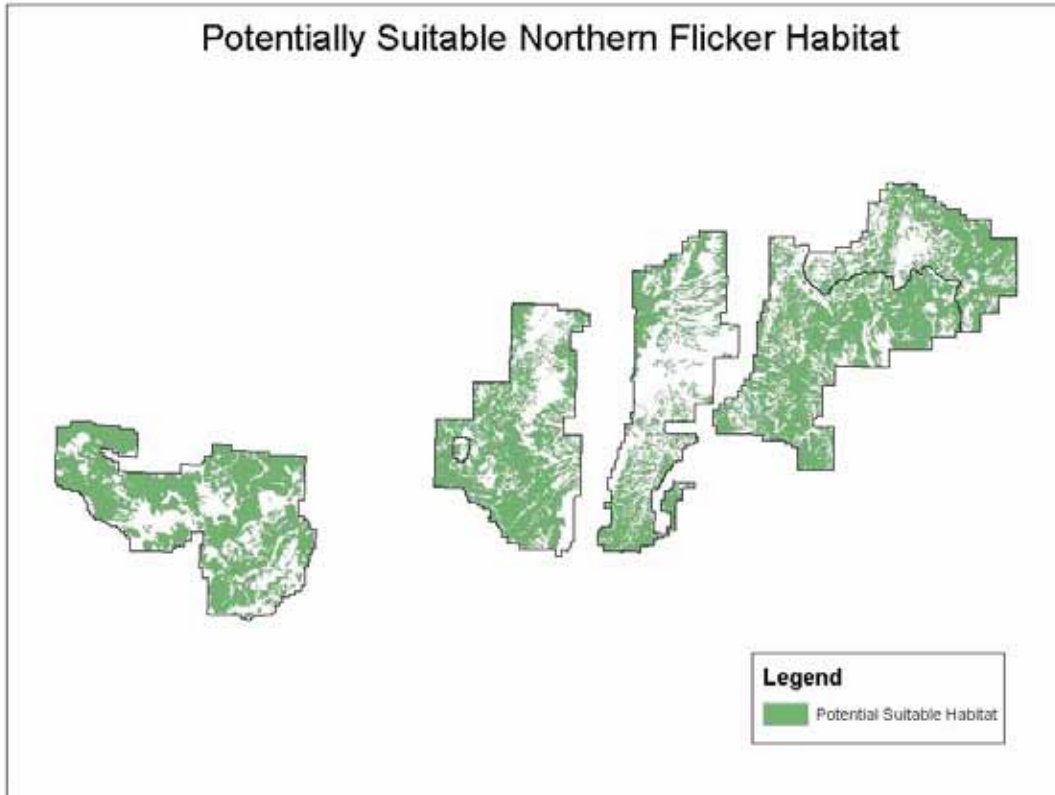 Potentially Suitable Northern Flicker Habitat
Legend
Potential Suitable Habitat